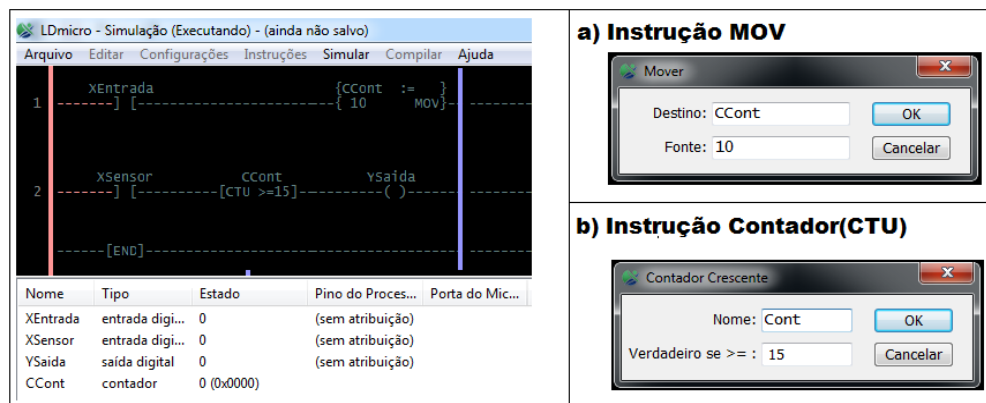 LDmicro - Simulação (Executando) - (ainda não salvo)
Arquivo Editar Configurações Instruções Simular Compilar Ajuda
XEntrada {CCont := }
1 -------] [--------------------------{ 10 MOV}-
XSensor CCont YSaida
2 -------] [----------[CTU >=15]----------( )------
------[END]------
Nome Tipo Estado Pino do Proces... Porta do Mic...
XEntrada entrada digi... 0 (sem atribuição)
XSensor entrada digi... 0 (sem atribuição)
YSaida saída digital 0 (sem atribuição)
CCont contador 0 (0x0000)
a) Instrução MOV
Mover
Destino: CCont OK
Fonte: 10 Cancelar
b) Instrução Contador(CTU)
Contador Crescente
Nome: Cont OK
Verdadeiro se >= : 15 Cancelar